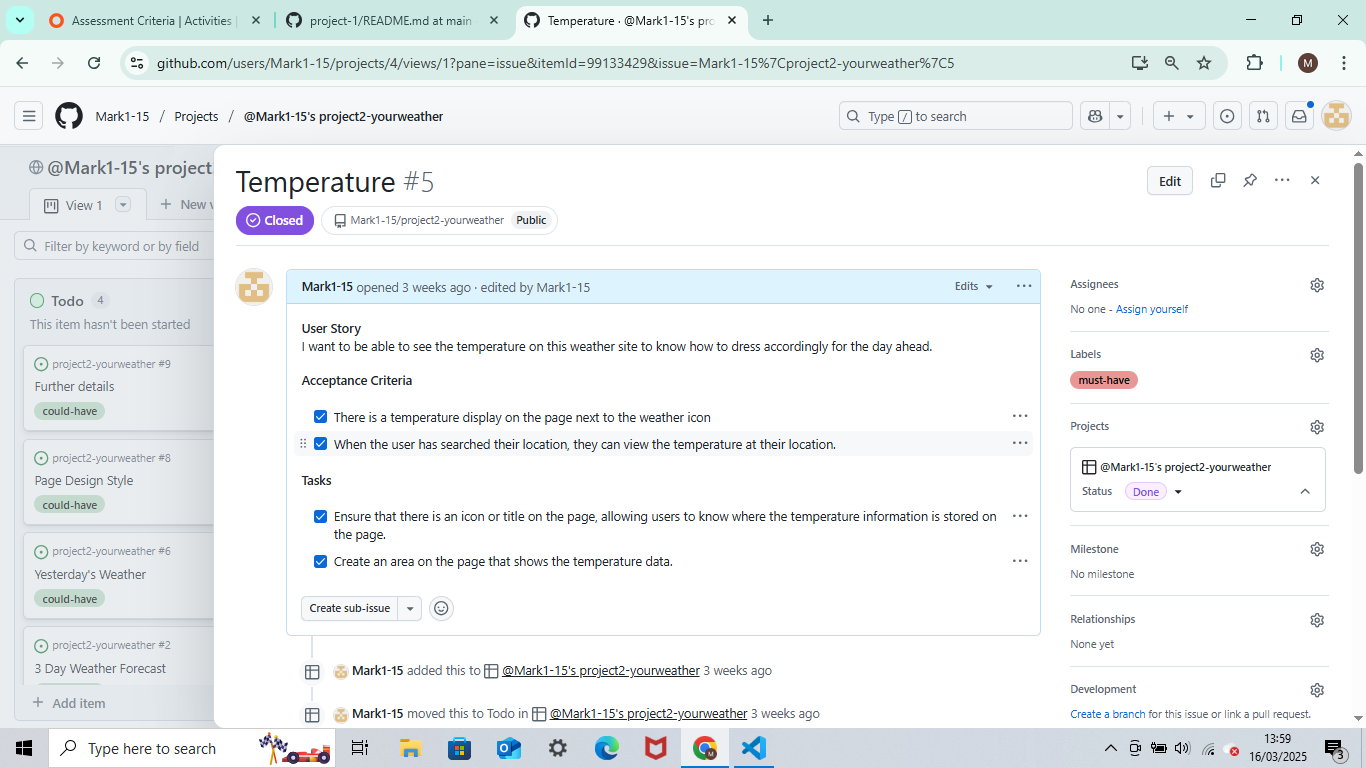 Assessment Criteria | Activities
project-1/README.md at main
Temperature · @Mark1-15's pro
github.com/users/Mark1-15/projects/4/views/1?pane=issue&itemId=99133429&issue=Mark1-15%7Cproject2-yourweather%7C5
M
Mark1-15 / Projects / @Mark1-15's project2-yourweather
Type / to search
@Mark1-15's project
View 1
New v
Filter by keyword or by field
Todo 4
This item hasn't been started
project2-yourweather #9
Further details
could-have
project2-yourweather #8
Page Design Style
could-have
project2-yourweather #6
Yesterday's Weather
could-have
project2-yourweather #2
3 Day Weather Forecast
Add item
Temperature #5
Edit
Closed
Mark1-15/project2-yourweather Public
Mark1-15 opened 3 weeks ago · edited by Mark1-15
Edits
User Story
I want to be able to see the temperature on this weather site to know how to dress accordingly for the day ahead.
Acceptance Criteria
There is a temperature display on the page next to the weather icon
When the user has searched their location, they can view the temperature at their location.
Tasks
Ensure that there is an icon or title on the page, allowing users to know where the temperature information is stored on
the page.
Create an area on the page that shows the temperature data.
Create sub-issue
Mark1-15 added this to @Mark1-15's project2-yourweather 3 weeks ago
Mark1-15 moved this to Todo in @Mark1-15's project2-yourweather 3 weeks ago
Assignees
No one - Assign yourself
Labels
must-have
Projects
@Mark1-15's project2-yourweather
Status Done
Milestone
No milestone
Relationships
None yet
Development
Create a branch for this issue or link a pull request.
Type here to search
13:59
16/03/2025
3